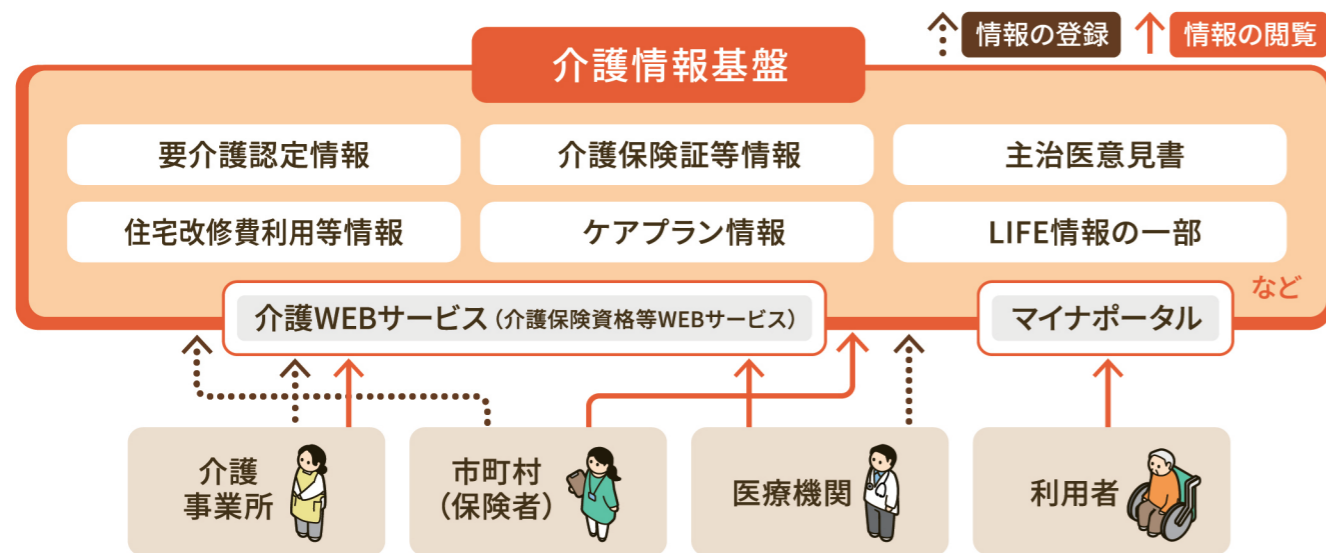 情報の登録 情報の閲覧
介護情報基盤
要介護認定情報 介護保険証等情報 主治医意見書
住宅改修費利用等情報 ケアプラン情報 LIFE情報の一部
など
介護WEBサービス（介護保険資格等WEBサービス） マイナポータル
介護
事業所
市町村
（保険者）
医療機関
利用者